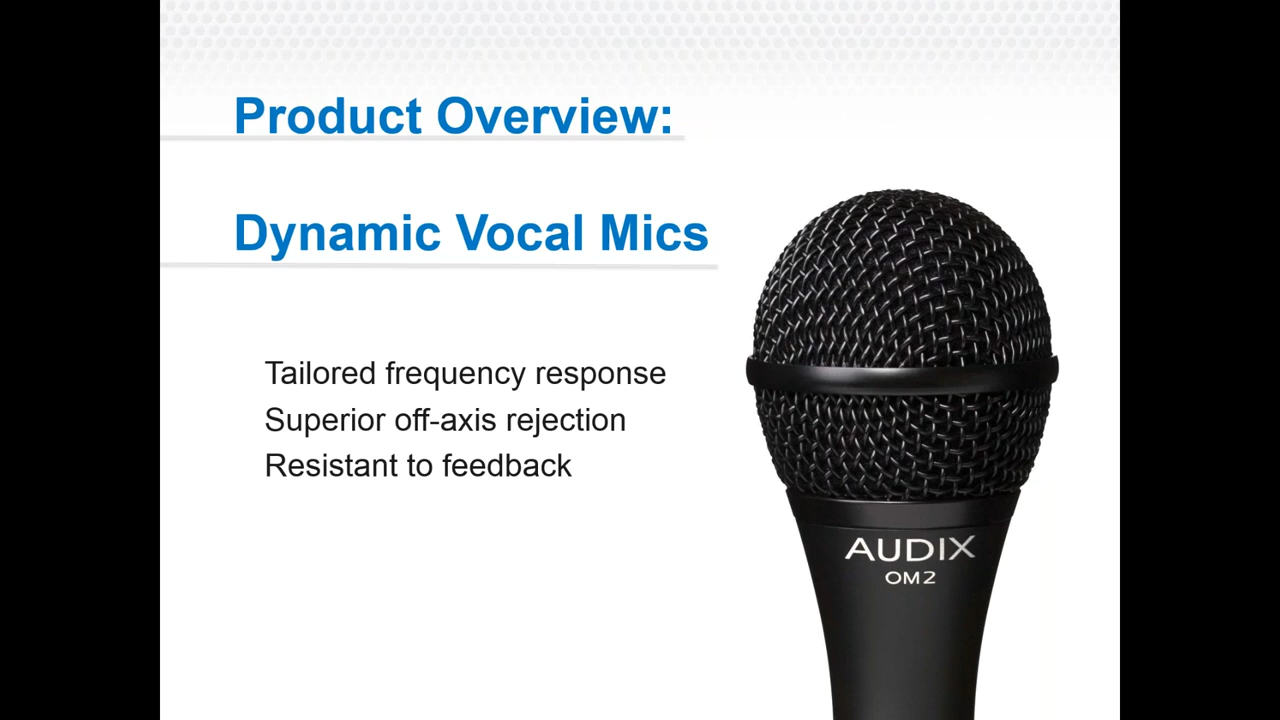 Product Overview:
Dynamic Vocal Mics
Tailored frequency response
Superior off-axis rejection
Resistant to feedback
AUDIX
OM2